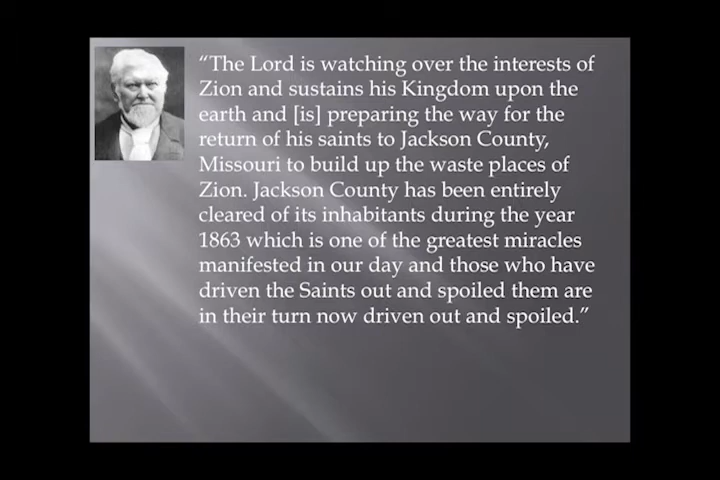 “The Lord is watching over the interests of
Zion and sustains his Kingdom upon the
earth and [is] preparing the way for the
return of his saints to Jackson County,
Missouri to build up the waste places of
Zion. Jackson County has been entirely
cleared of its inhabitants during the year
1863 which is one of the greatest miracles
manifested in our day and those who have
driven the Saints out and spoiled them are
in their turn now driven out and spoiled.”